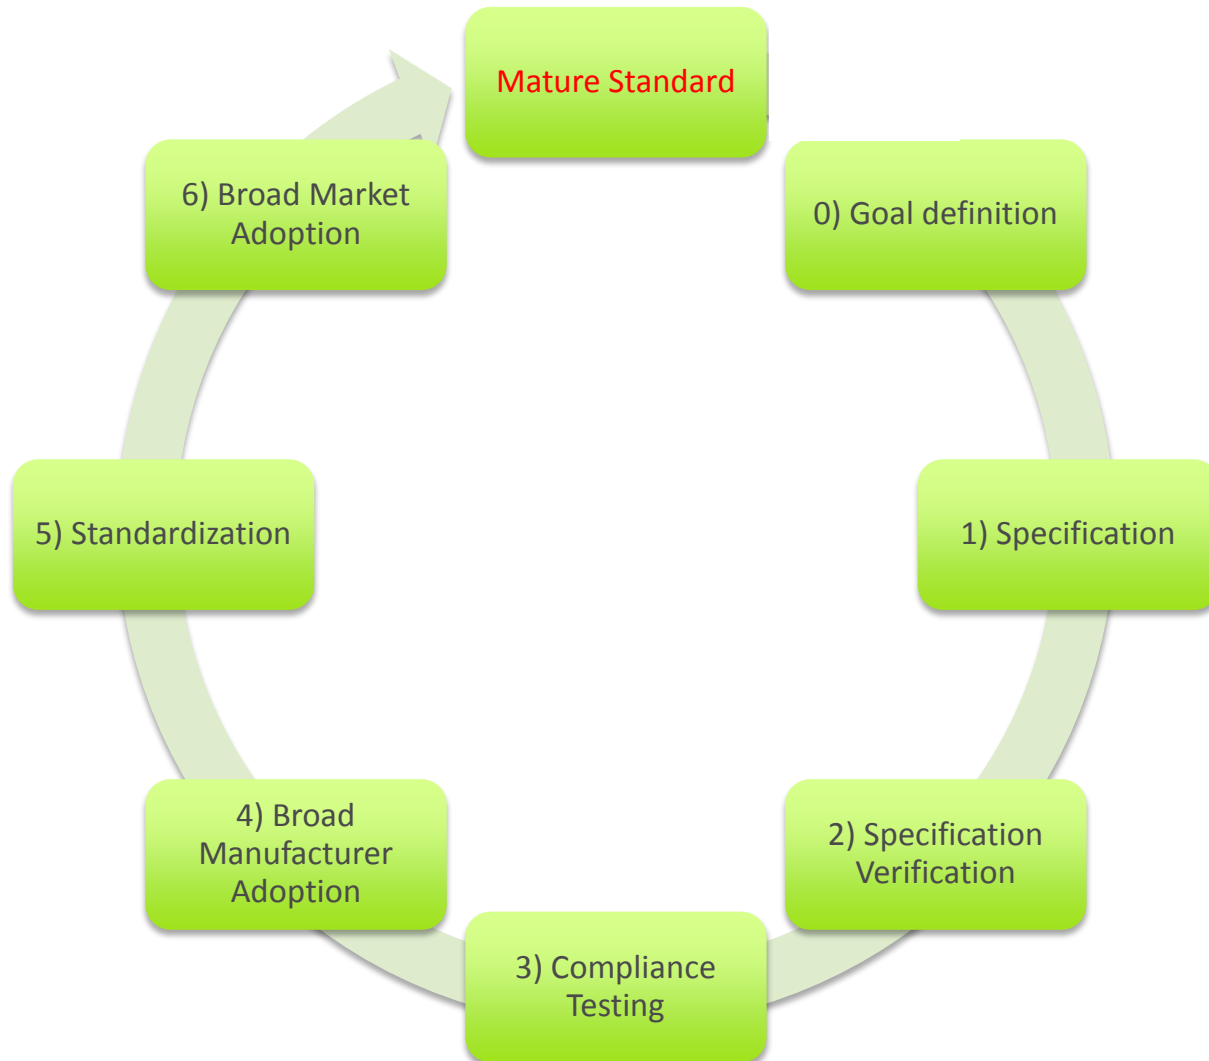 Mature Standard
0) Goal definition
1) Specification
2) Specification
Verification
3) Compliance
Testing
4) Broad
Manufacturer
Adoption
5) Standardization
6) Broad Market
Adoption